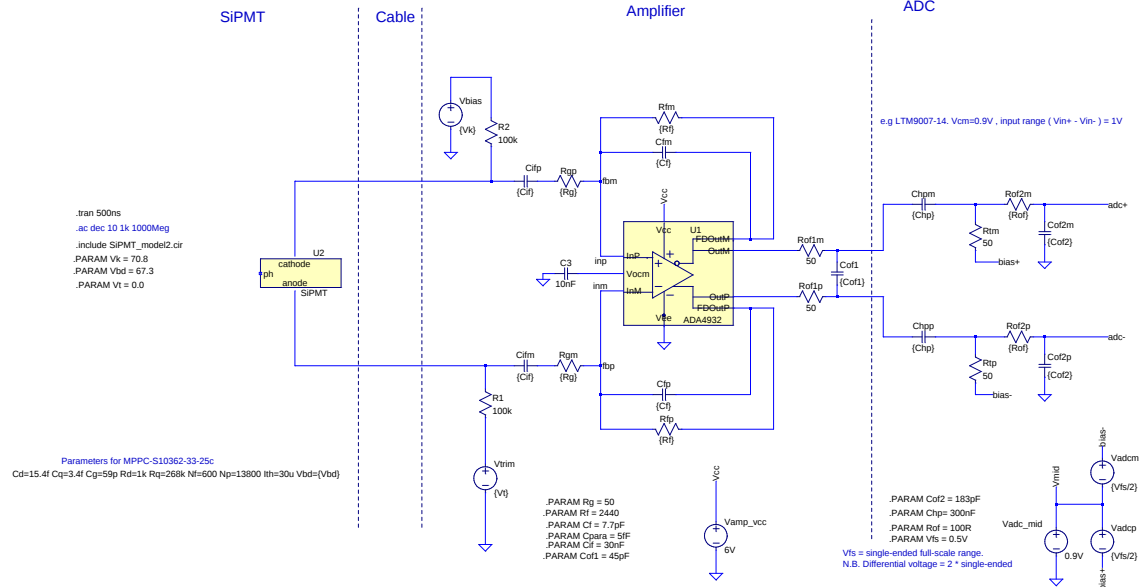 SiPMT
Cable
Amplifier
ADC
Vbias
{Vk}
R2
100k
Cifp
{Cif}
Rgp
{Rg}
fbm
Rfm
{Rf}
Cfm
{Cf}
e.g LTM9007-14. Vcm=0.9V , input range ( Vin+ - Vin- ) = 1V
.tran 500ns
.ac dec 10 1k 1000Meg
.include SiPMT_model2.cir
.PARAM Vk = 70.8
.PARAM Vbd = 67.3
.PARAM Vt = 0.0
U2
cathode
ph
anode
SiPMT
Vcc
Vcc
U1
FDOutM
OutM
inp
InP
Vocm
inm
InM
OutP
FDOutP
Vee
ADA4932
C3
10nF
Rof1m
50
Cof1
{Cof1}
Rof1p
50
Chpm
{Chp}
Rof2m
{Rof}
adc+
Rtm
50
Cof2m
{Cof2}
bias+
Chpp
{Chp}
Rof2p
{Rof}
adc-
Rtp
50
Cof2p
{Cof2}
bias-
Cifm
{Cif}
Rgm
{Rg}
fbp
Cfp
{Cf}
Rfp
{Rf}
R1
100k
Vtrim
{Vt}
Parameters for MPPC-S10362-33-25c
Cd=15.4f Cq=3.4f Cg=59p Rd=1k Rq=268k Nf=600 Np=13800 Ith=30u Vbd={Vbd}
.PARAM Rg = 50
.PARAM Rf = 2440
.PARAM Cf = 7.7pF
.PARAM Cpara = 5fF
.PARAM Cif = 30nF
.PARAM Cof1 = 45pF
Vcc
Vamp_vcc
6V
.PARAM Cof2 = 183pF
.PARAM Chp= 300nF
.PARAM Rof = 100R
.PARAM Vfs = 0.5V
Vfs = single-ended full-scale range.
N.B. Differential voltage = 2 * single-ended
bias-
Vadcm
{Vfs/2}
Vmid
Vadc_mid
0.9V
Vadcp
{Vfs/2}
bias+